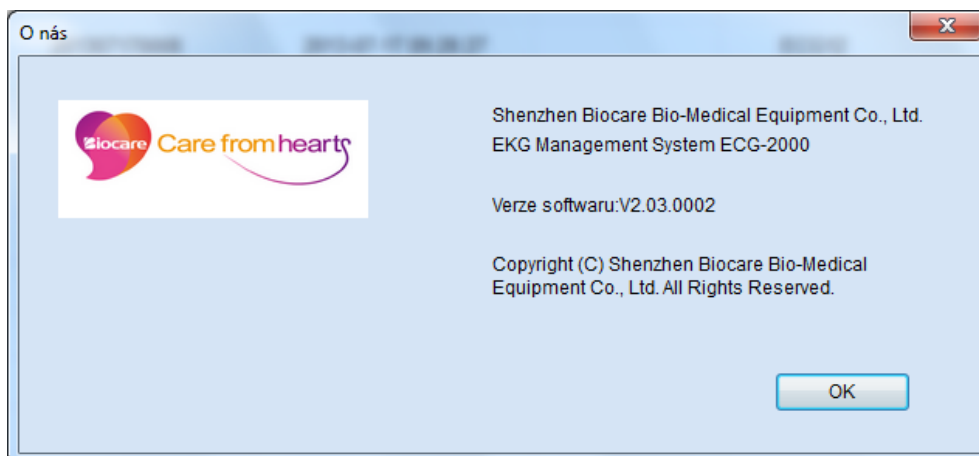 O nás
Biocare Care from hearts
Shenzhen Biocare Bio-Medical Equipment Co., Ltd.
EKG Management System ECG-2000
Verze softwaru:V2.03.0002
Copyright (C) Shenzhen Biocare Bio-Medical
Equipment Co., Ltd. All Rights Reserved.
OK